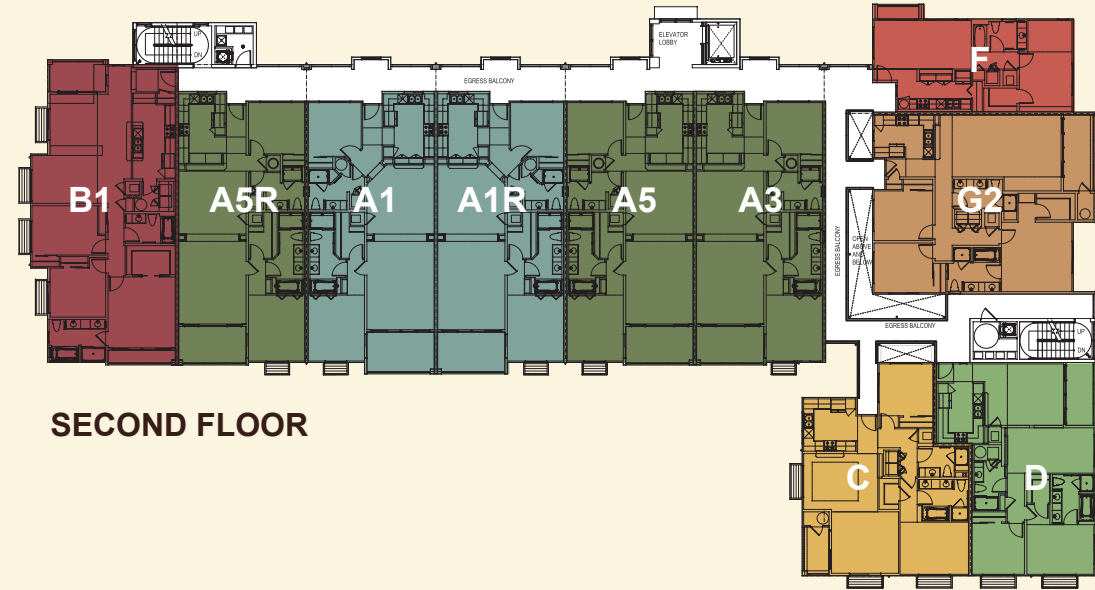 UP
DN
ELEVATOR
LOBBY
EGRESS BALCONY
F
B1
A5R
A1
A1R
A5
A3
G2
EGRESS BALCONY
OPEN
ABOVE
AND
BELOW
EGRESS BALCONY
UP
DN
SECOND FLOOR
C
D